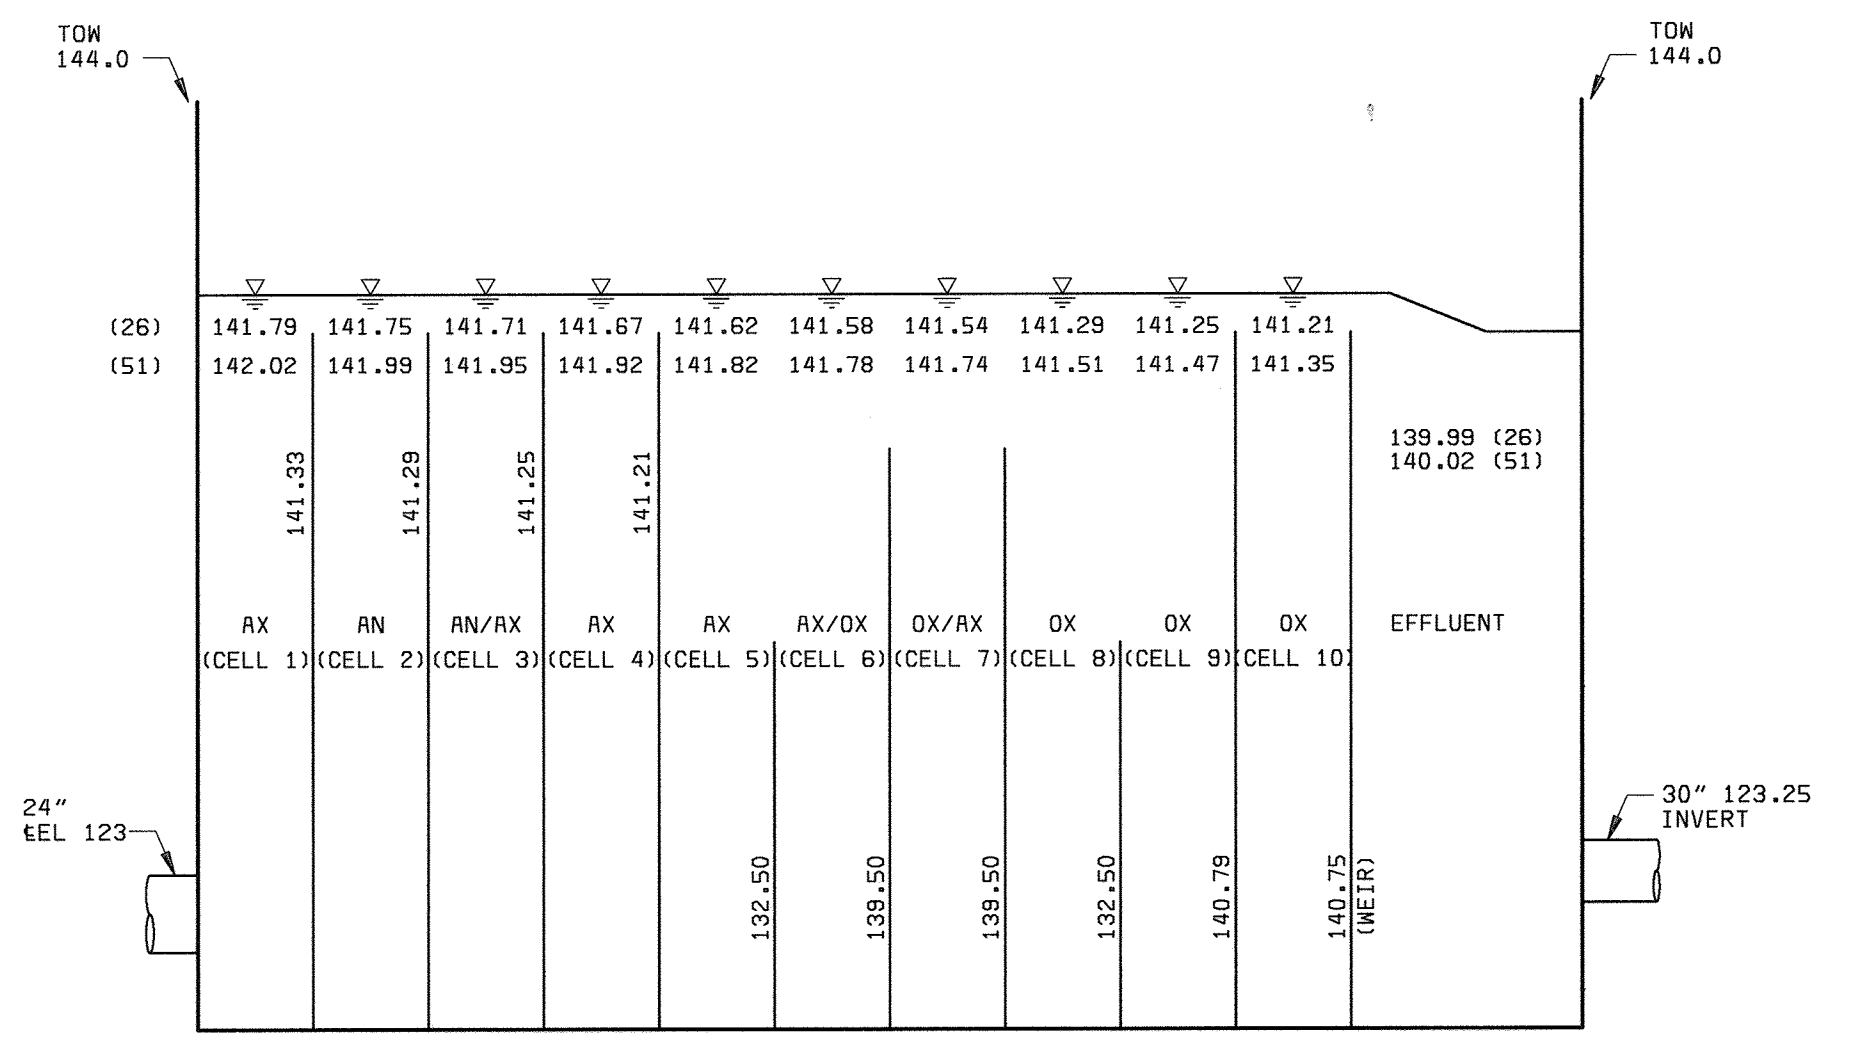 TOW
144.0
TOW
144.0
(26) 141.79 141.75 141.71 141.67 141.62 141.58 141.54 141.29 141.25 141.21
(51) 142.02 141.99 141.95 141.92 141.82 141.78 141.74 141.51 141.47 141.35
139.99 (26)
140.02 (51)
141.33
141.29
141.25
141.21
AX AN AN/AX AX AX AX/OX OX/AX OX OX OX EFFLUENT
(CELL 1) (CELL 2) (CELL 3) (CELL 4) (CELL 5) (CELL 6) (CELL 7) (CELL 8) (CELL 9) (CELL 10)
24"
℄EL 123
30" 123.25
INVERT
132.50
139.50
139.50
132.50
140.79
140.75
(WEIR)